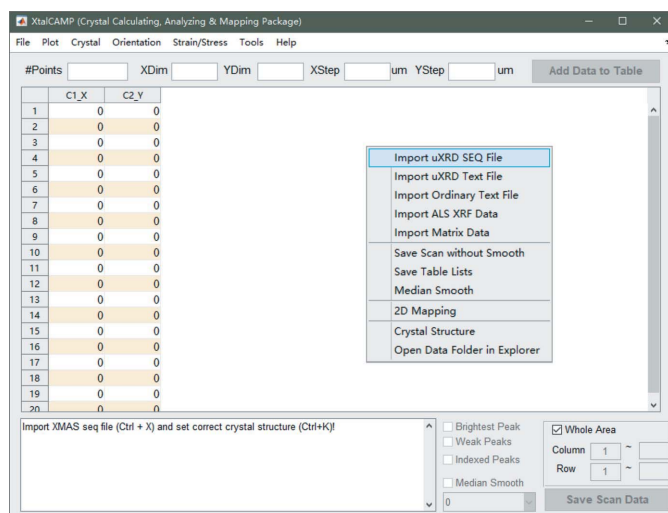 XtalCAMP (Crystal Calculating, Analyzing & Mapping Package)
File Plot Crystal Orientation Strain/Stress Tools Help
#Points XDim YDim XStep um YStep um Add Data to Table
C1_X C2_Y
1 0 0
2 0 0
3 0 0
4 0 0
5 0 0
6 0 0
7 0 0
8 0 0
9 0 0
10 0 0
11 0 0
12 0 0
13 0 0
14 0 0
15 0 0
16 0 0
17 0 0
18 0 0
19 0 0
20 0 0
Import uXRD SEQ File
Import uXRD Text File
Import Ordinary Text File
Import ALS XRF Data
Import Matrix Data
Save Scan without Smooth
Save Table Lists
Median Smooth
2D Mapping
Crystal Structure
Open Data Folder in Explorer
Import XMAS seq file (Ctrl + X) and set correct crystal structure (Ctrl+K)!
Brightest Peak
Weak Peaks
Indexed Peaks
Median Smooth
0
Whole Area
Column 1 ~
Row 1 ~
Save Scan Data